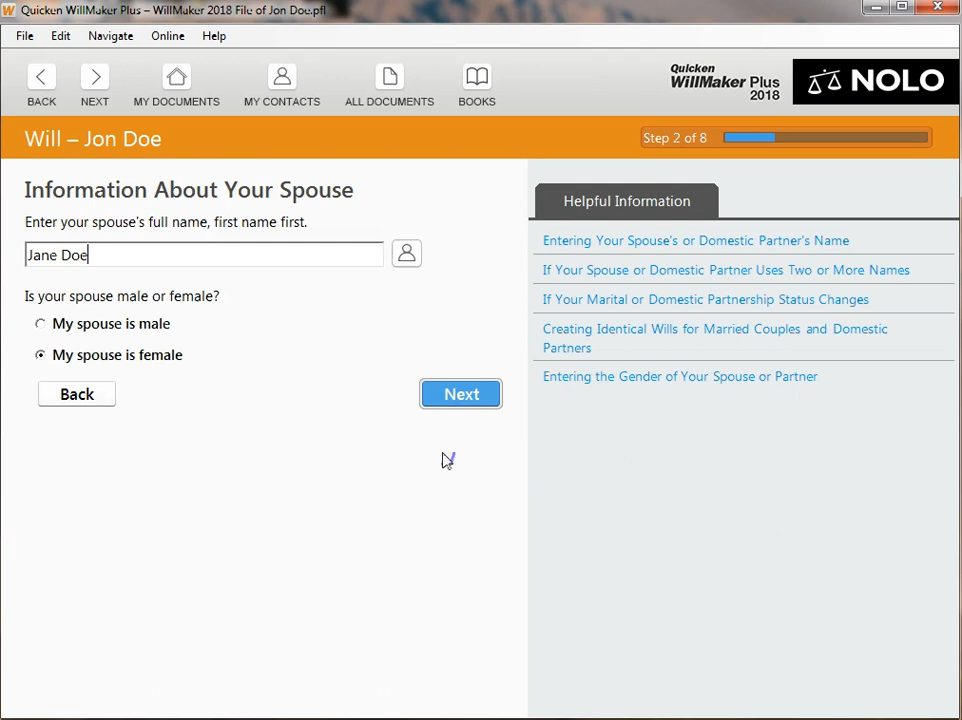 Quicken WillMaker Plus – WillMaker 2018 File of Jon Doe.pfl
File Edit Navigate Online Help
BACK NEXT MY DOCUMENTS MY CONTACTS ALL DOCUMENTS BOOKS
Quicken
WillMaker Plus
2018
NOLO
Will – Jon Doe
Step 2 of 8
Information About Your Spouse
Enter your spouse's full name, first name first.
Jane Doe
Is your spouse male or female?
My spouse is male
My spouse is female
Back
Next
Helpful Information
Entering Your Spouse's or Domestic Partner's Name
If Your Spouse or Domestic Partner Uses Two or More Names
If Your Marital or Domestic Partnership Status Changes
Creating Identical Wills for Married Couples and Domestic
Partners
Entering the Gender of Your Spouse or Partner